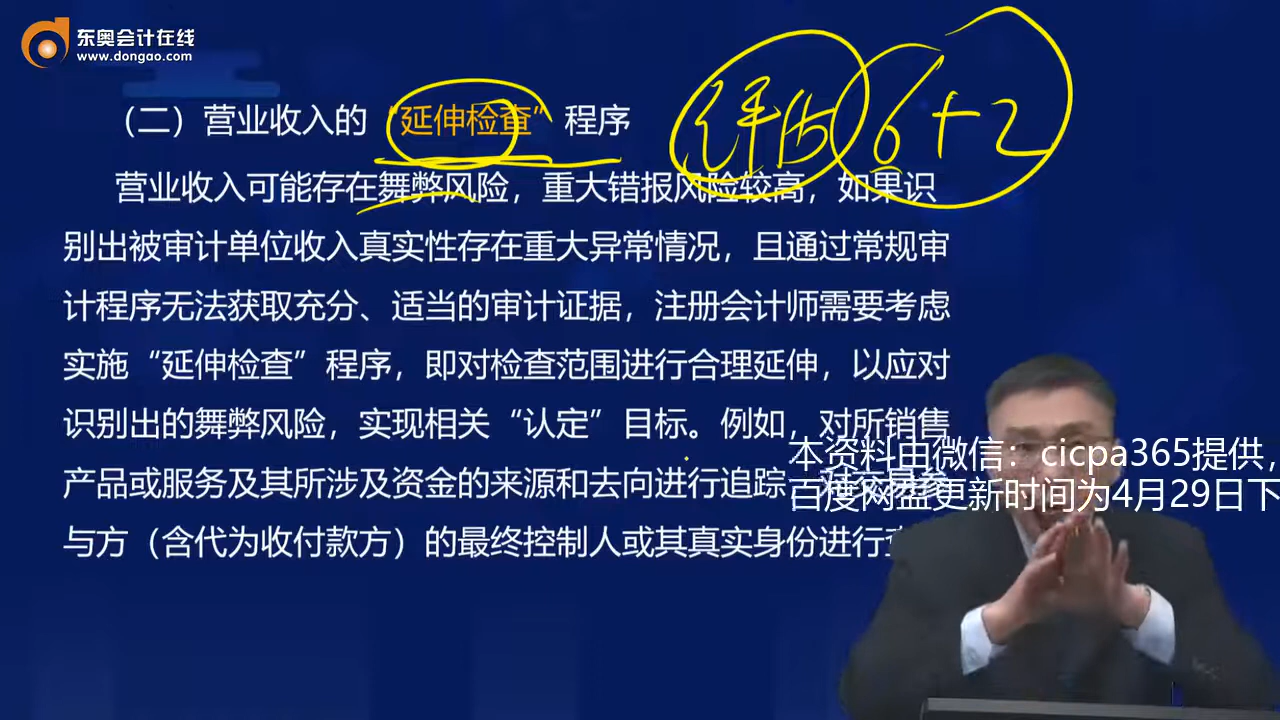 东奥会计在线
www.dongao.com
评估 6+2
（二）营业收入的“延伸检查”程序
营业收入可能存在舞弊风险，重大错报风险较高，如果识
别出被审计单位收入真实性存在重大异常情况，且通过常规审
计程序无法获取充分、适当的审计证据，注册会计师需要考虑
实施“延伸检查”程序，即对检查范围进行合理延伸，以应对
识别出的舞弊风险，实现相关“认定”目标。例如，对所销售
产品或服务及其所涉及资金的来源和去向进行追踪，对交易参
与方（含代为收付款方）的最终控制人或其真实身份进行
本资料由微信：cicpa365提供，
百度网盘更新时间为4月29日下